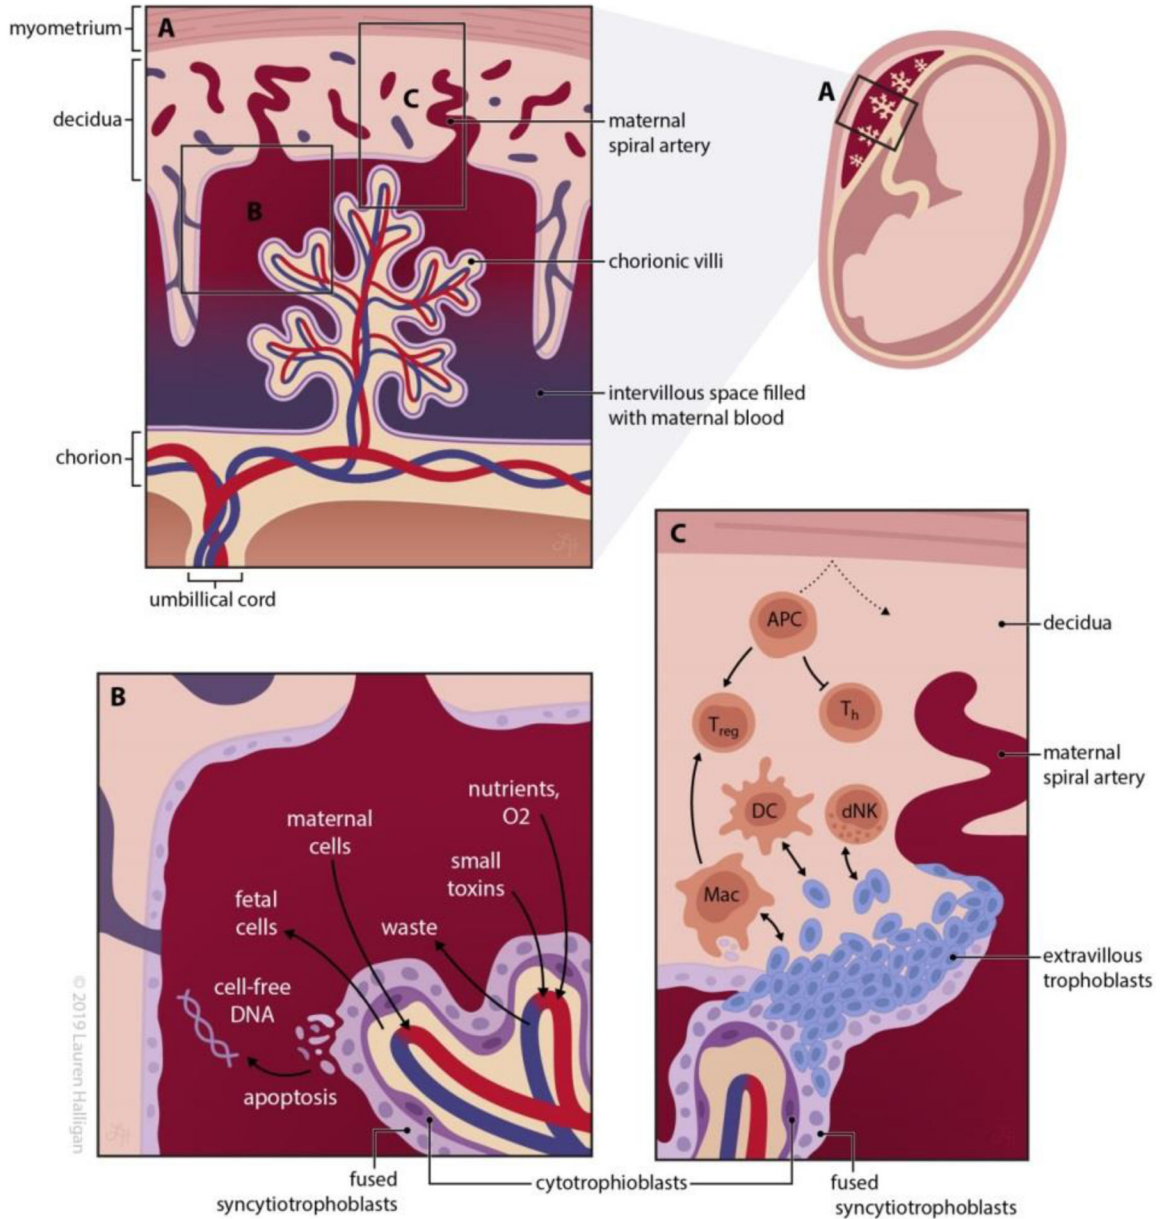 myometrium
A
decidua
C
maternal
spiral artery
B
chorionic villi
intervillous space filled
with maternal blood
chorion
umbillical cord
A
B
nutrients,
O2
maternal
cells
small
toxins
fetal
cells
waste
cell-free
DNA
apoptosis
fused
syncytiotrophoblasts
cytotrophioblasts
fused
syncytiotrophoblasts
C
APC
decidua
Treg
Th
maternal
spiral artery
DC
dNK
Mac
extravillous
trophoblasts
© 2019 Lauren Halligan